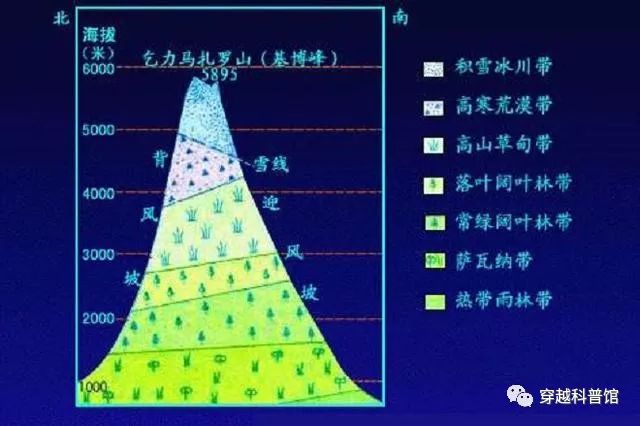 北
南
海拔
(米)
乞力马扎罗山(基博峰)
5895
6000
5000
4000
3000
2000
1000
背
风
坡
雪线
迎
风
坡
积雪冰川带
高寒荒漠带
高山草甸带
落叶阔叶林带
常绿阔叶林带
萨瓦纳带
热带雨林带
穿越科普馆